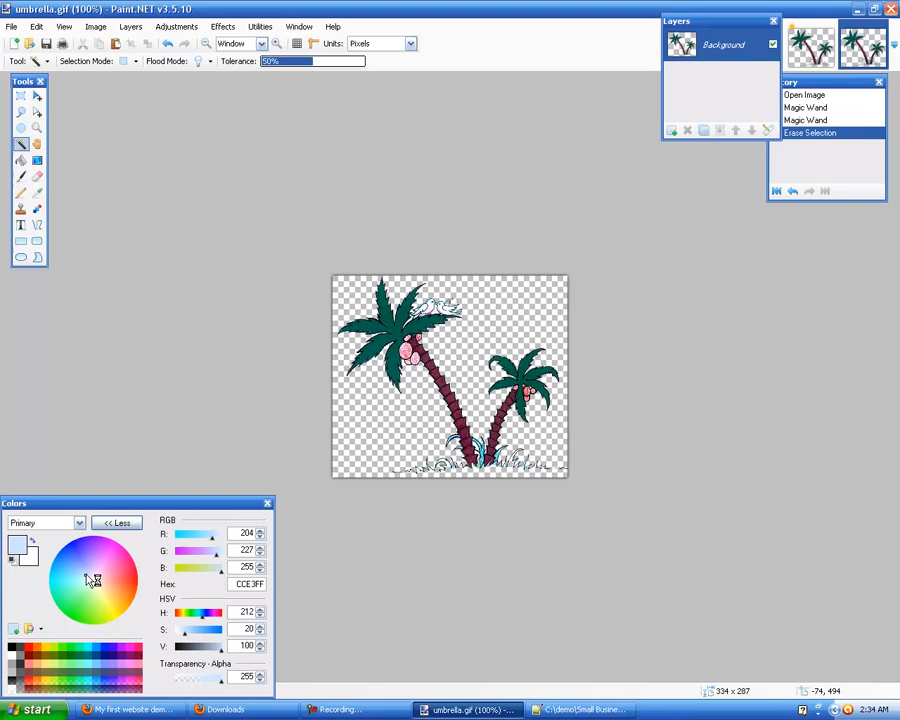 umbrella.gif (100%) - Paint.NET v3.5.10
File Edit View Image Layers Adjustments Effects Utilities Window Help
Window Units: Pixels
Tool: Selection Mode: Flood Mode: Tolerance: 50%
Tools
Layers
Background
Open Image
Magic Wand
Magic Wand
Erase Selection
Colors
Primary
<< Less
RGB
R: 204
G: 227
B: 255
Hex: CCE3FF
HSV
H: 212
S: 20
V: 100
Transparency - Alpha
255
334 x 287
-74, 494
start
My first website dem...
Downloads
Recording...
umbrella.gif (100%) -...
C:\demo\Small Busine...
2:34 AM